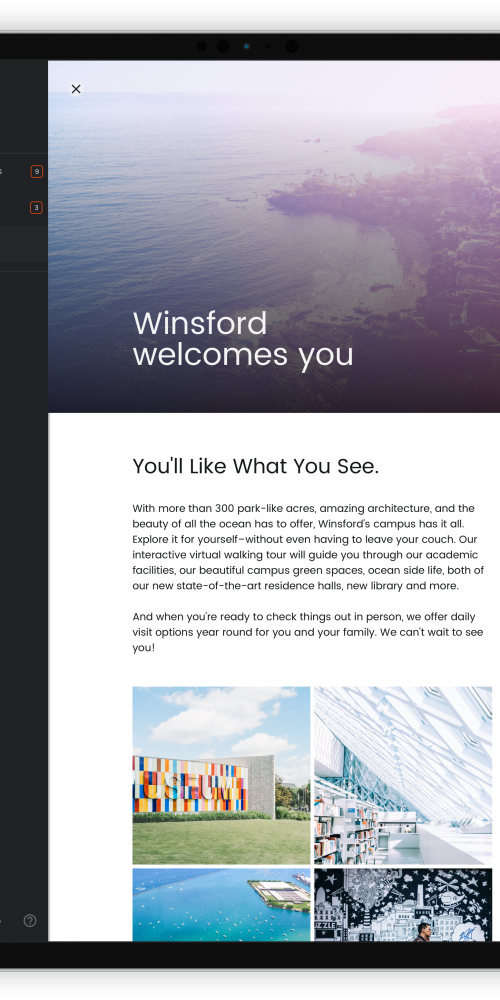 s
9
3
Winsford
welcomes you
You'll Like What You See.
With more than 300 park-like acres, amazing architecture, and the
beauty of all the ocean has to offer, Winsford's campus has it all.
Explore it for yourself–without even having to leave your couch. Our
interactive virtual walking tour will guide you through our academic
facilities, our beautiful campus green spaces, ocean side life, both of
our new state-of-the-art residence halls, new library and more.
And when you're ready to check things out in person, we offer daily
visit options year round for you and your family. We can't wait to see
you!
USEUM
UZZLE
?